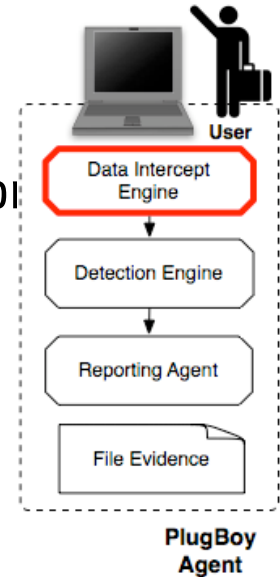 User
Data Intercept
Engine
Detection Engine
Reporting Agent
File Evidence
PlugBoy
Agent